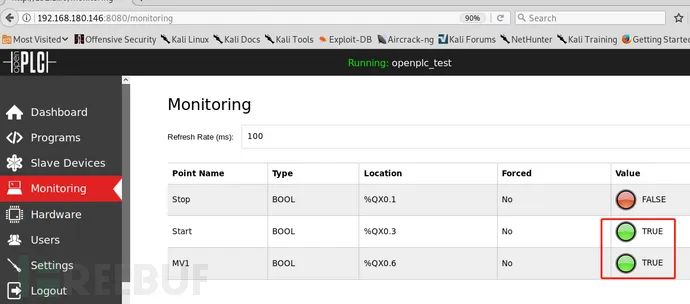 192.168.180.146:8080/monitoring
90%
Search
Most Visited
Offensive Security
Kali Linux
Kali Docs
Kali Tools
Exploit-DB
Aircrack-ng
Kali Forums
NetHunter
Kali Training
Getting Started
OPEN PLC
Running: openplc_test
Dashboard
Programs
Slave Devices
Monitoring
Hardware
Users
Settings
Logout
Monitoring
Refresh Rate (ms): 100
Point Name Type Location Forced Value
Stop BOOL %QX0.1 No FALSE
Start BOOL %QX0.3 No TRUE
MV1 BOOL %QX0.6 No TRUE
REEBUF